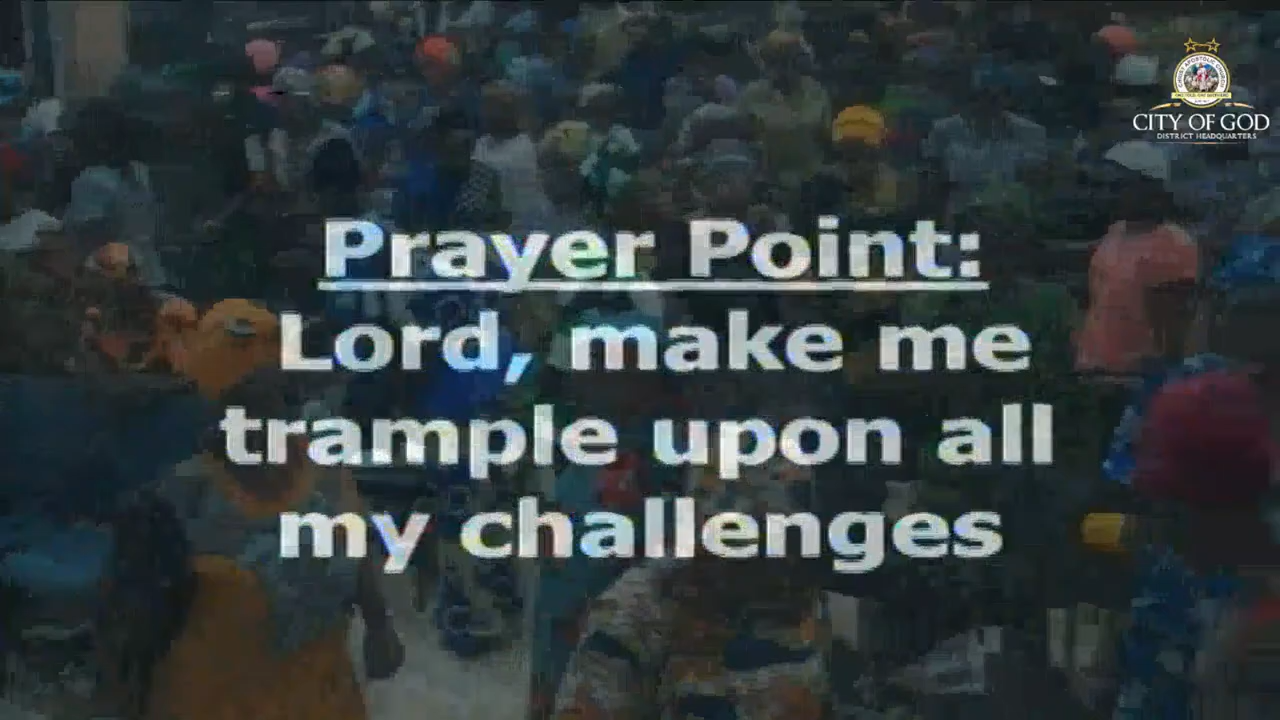 CITY OF GOD
DISTRICT HEADQUARTERS
Prayer Point:
Lord, make me
trample upon all
my challenges